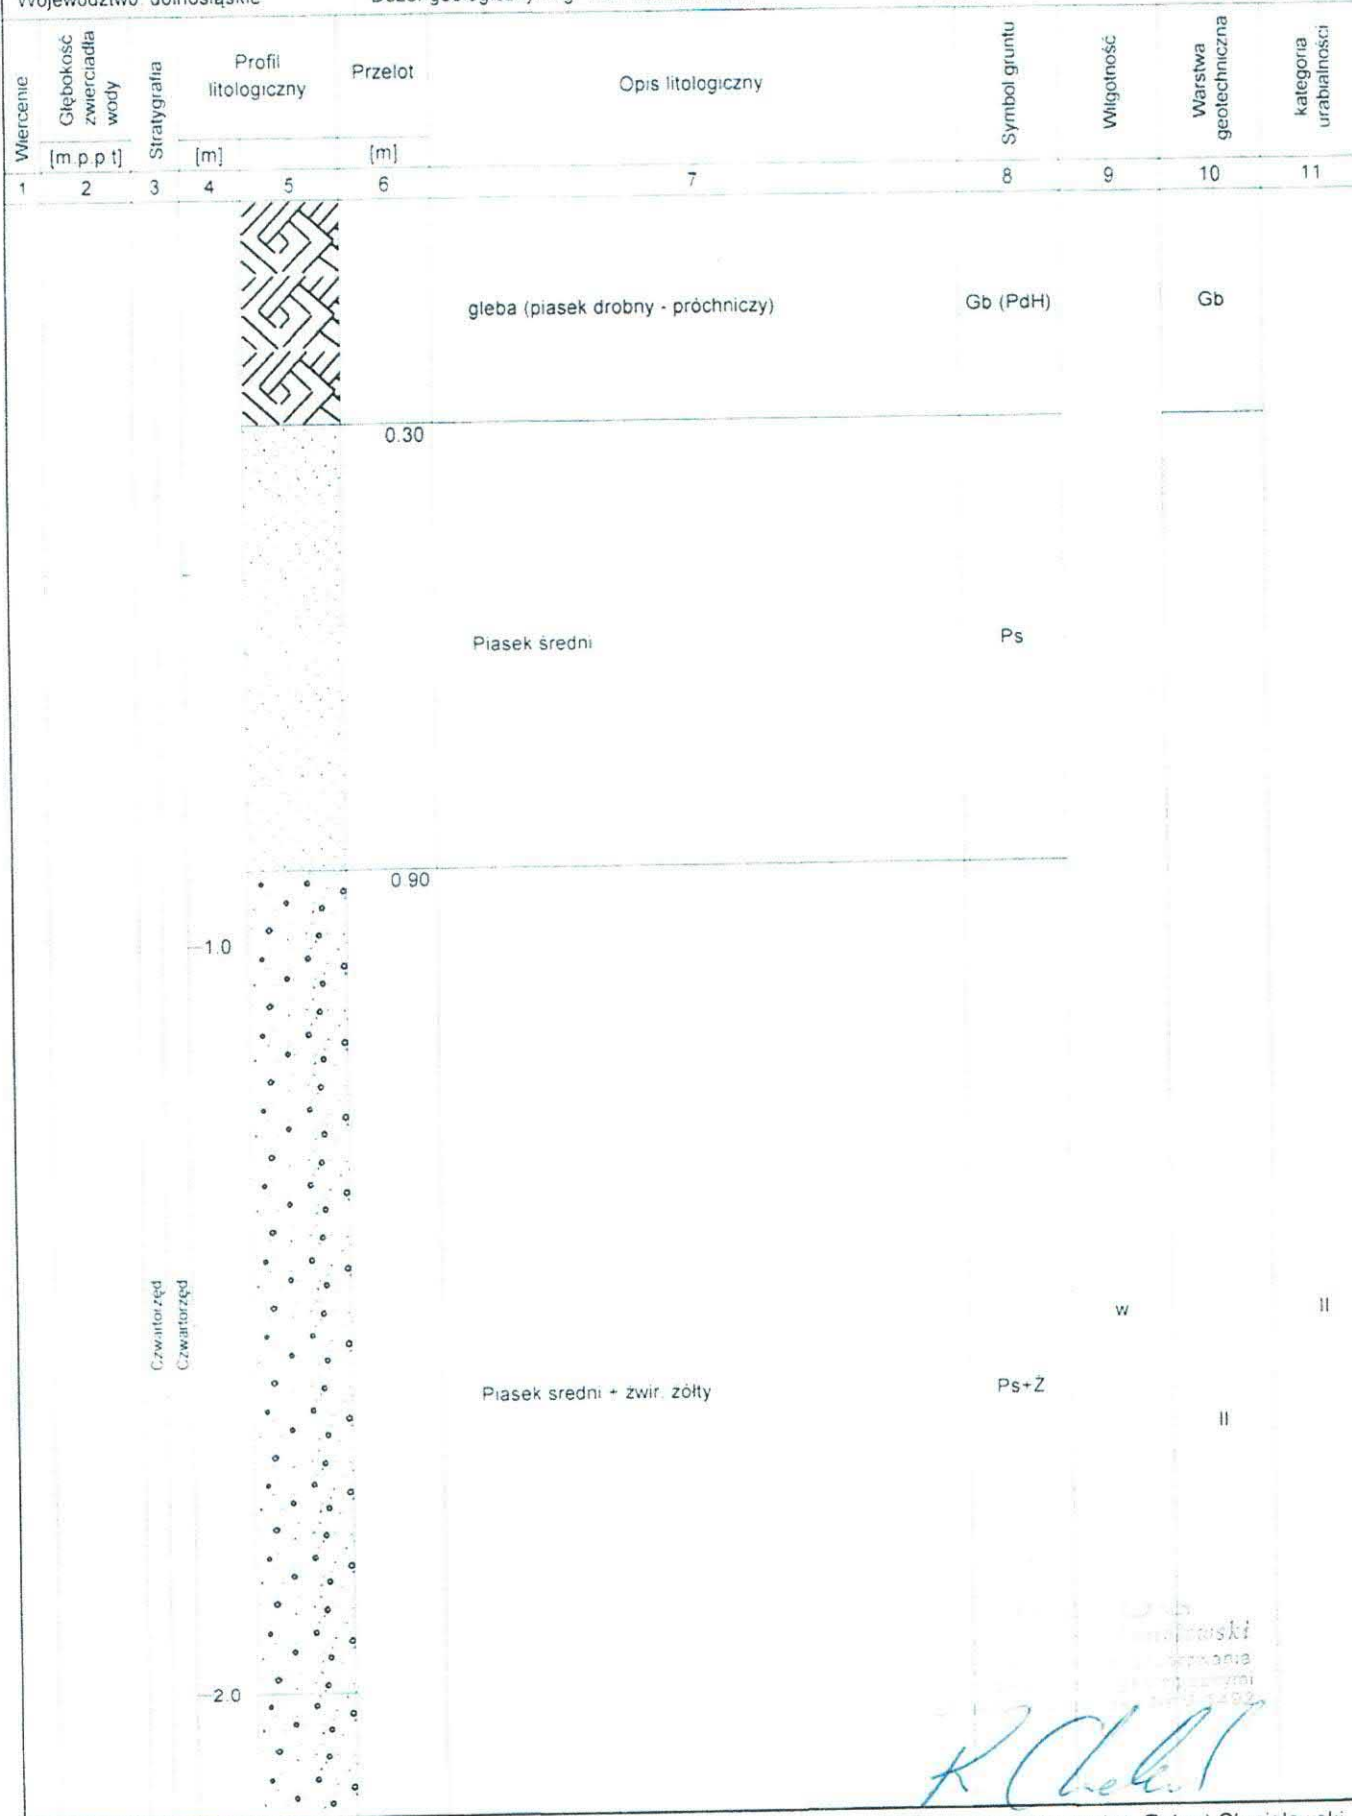 Województwo: dolnośląskie
Wiercenie
Głębokość zwierciadła wody
[m p.p t]
Stratygrafia
Profil
litologiczny
[m]
Przelot
[m]
Opis litologiczny
Symbol gruntu
Wilgotność
Warstwa geotechniczna
kategoria urabialności
1 2 3 4 5 6 7 8 9 10 11
gleba (piasek drobny - próchniczy) Gb (PdH) Gb
0.30
Piasek średni Ps
0.90
1.0
Czwartorzęd
Czwartorzęd
w II
Piasek sredni + żwir. żółty Ps+Ż
II
2.0